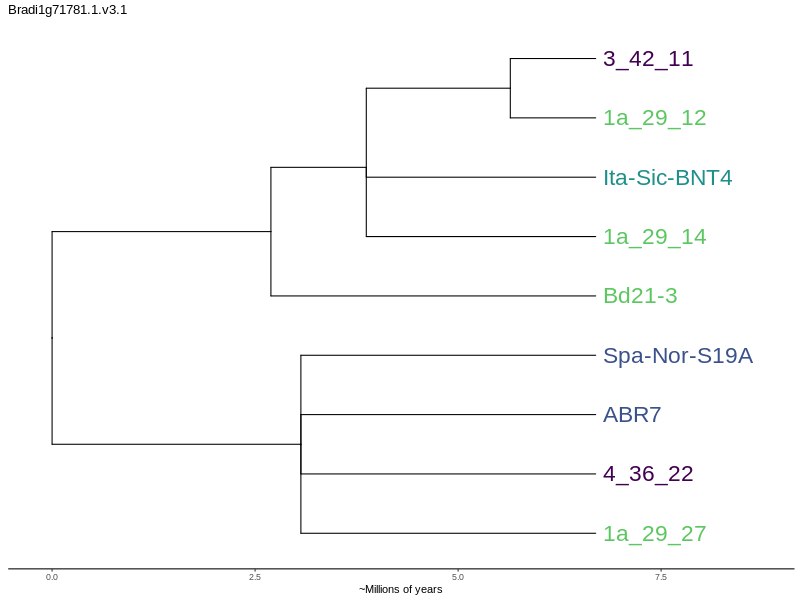 Bradi1g71781.1.v3.1
3_42_11
1a_29_12
Ita-Sic-BNT4
1a_29_14
Bd21-3
Spa-Nor-S19A
ABR7
4_36_22
1a_29_27
0.0 2.5 5.0 7.5
~Millions of years